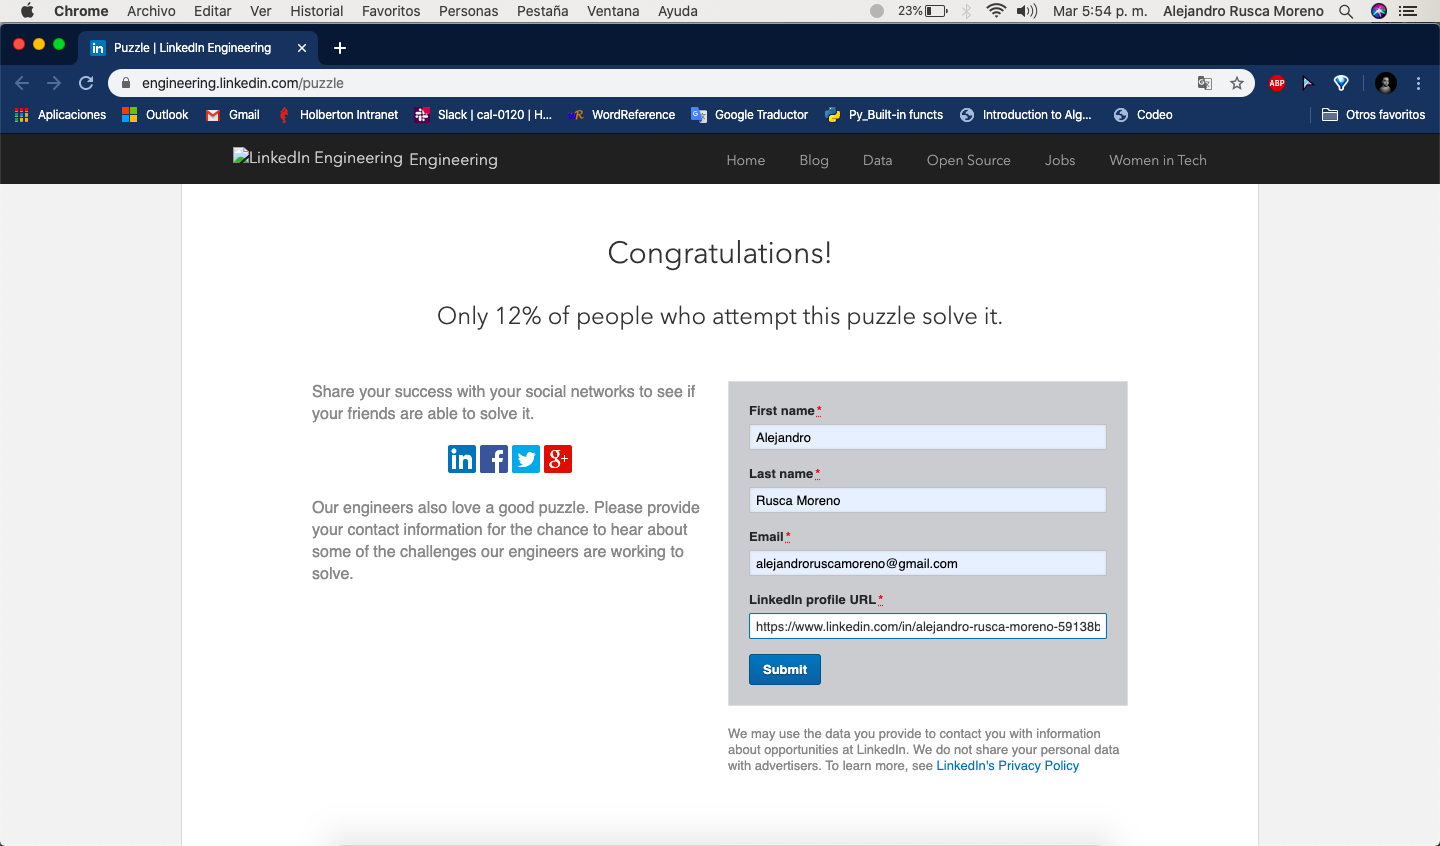 Chrome Archivo Editar Ver Historial Favoritos Personas Pestaña Ventana Ayuda 23% Mar 5:54 p. m. Alejandro Rusca Moreno
in Puzzle | LinkedIn Engineering
engineering.linkedin.com/puzzle ABP
Aplicaciones Outlook Gmail Holberton Intranet Slack | cal-0120 | H... WordReference Google Traductor Py_Built-in functs Introduction to Alg... Codeo Otros favoritos
LinkedIn Engineering Engineering Home Blog Data Open Source Jobs Women in Tech
Congratulations!
Only 12% of people who attempt this puzzle solve it.
Share your success with your social networks to see if
your friends are able to solve it.
in f g+
Our engineers also love a good puzzle. Please provide
your contact information for the chance to hear about
some of the challenges our engineers are working to
solve.
First name*
Alejandro
Last name*
Rusca Moreno
Email*
alejandroruscamoreno@gmail.com
LinkedIn profile URL*
https://www.linkedin.com/in/alejandro-rusca-moreno-59138b
Submit
We may use the data you provide to contact you with information
about opportunities at LinkedIn. We do not share your personal data
with advertisers. To learn more, see LinkedIn's Privacy Policy